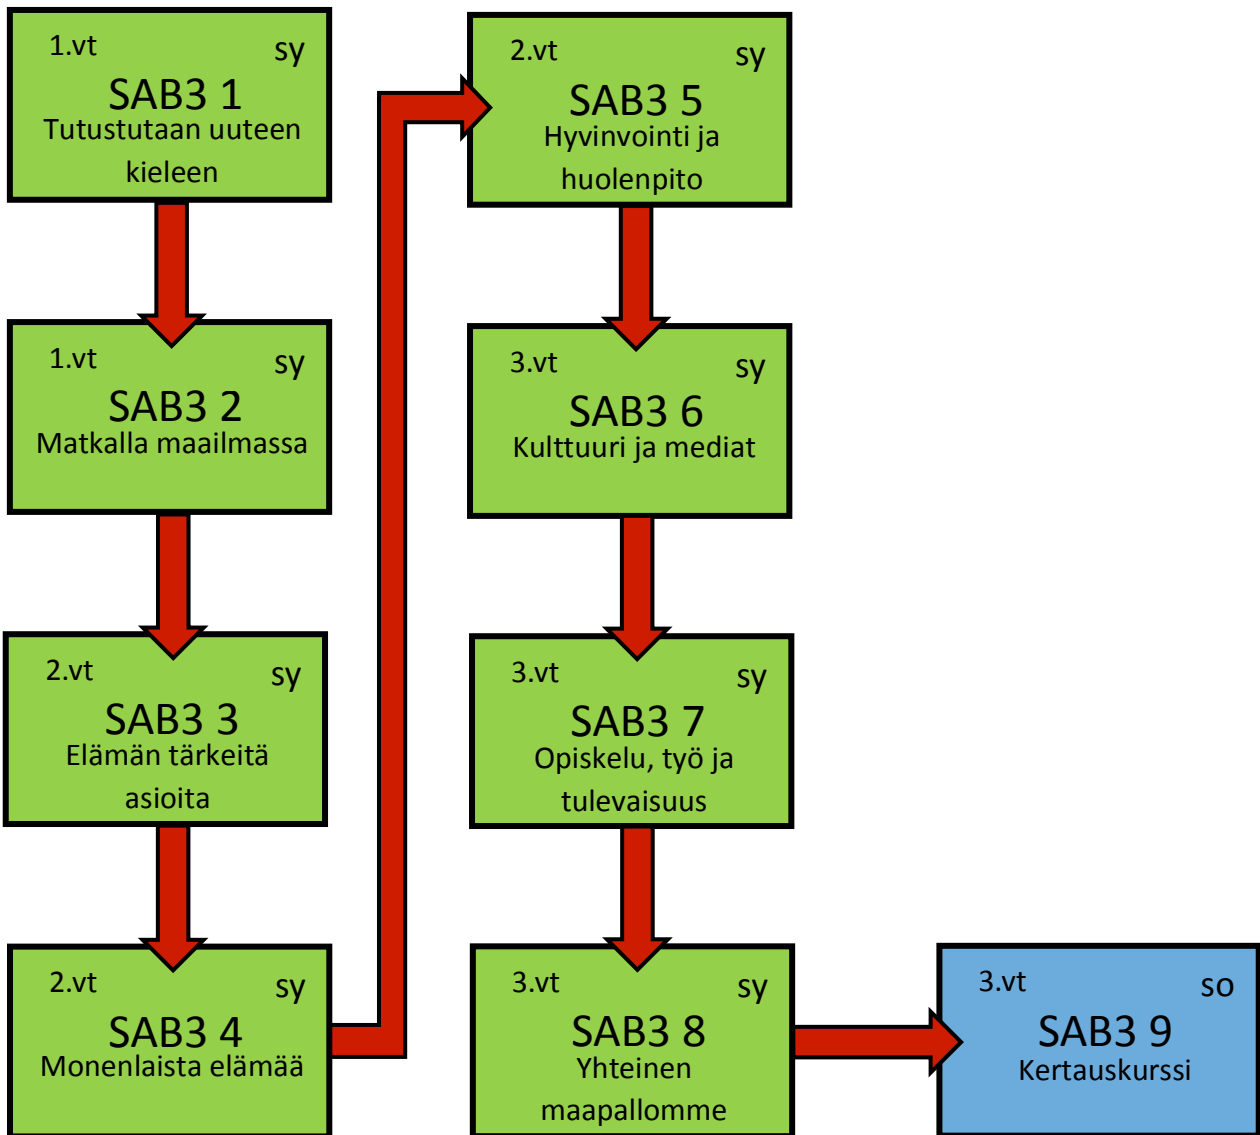 1.vt sy
SAB3 1
Tutustutaan uuteen
kieleen
1.vt sy
SAB3 2
Matkalla maailmassa
2.vt sy
SAB3 3
Elämän tärkeitä
asioita
2.vt sy
SAB3 4
Monenlaista elämää
2.vt sy
SAB3 5
Hyvinvointi ja
huolenpito
3.vt sy
SAB3 6
Kulttuuri ja mediat
3.vt sy
SAB3 7
Opiskelu, työ ja
tulevaisuus
3.vt sy
SAB3 8
Yhteinen
maapallomme
3.vt so
SAB3 9
Kertauskurssi